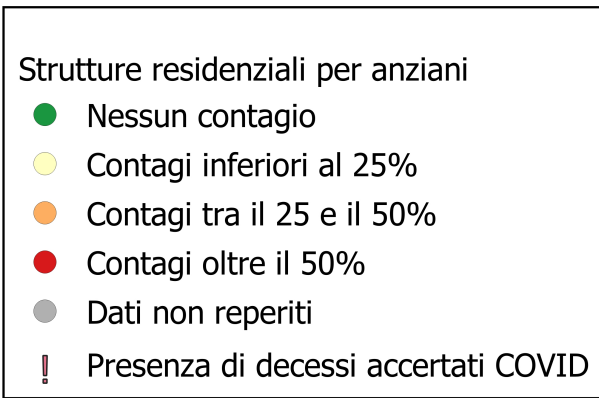 Strutture residenziali per anziani
Nessun contagio
Contagi inferiori al 25%
Contagi tra il 25 e il 50%
Contagi oltre il 50%
Dati non reperiti
! Presenza di decessi accertati COVID